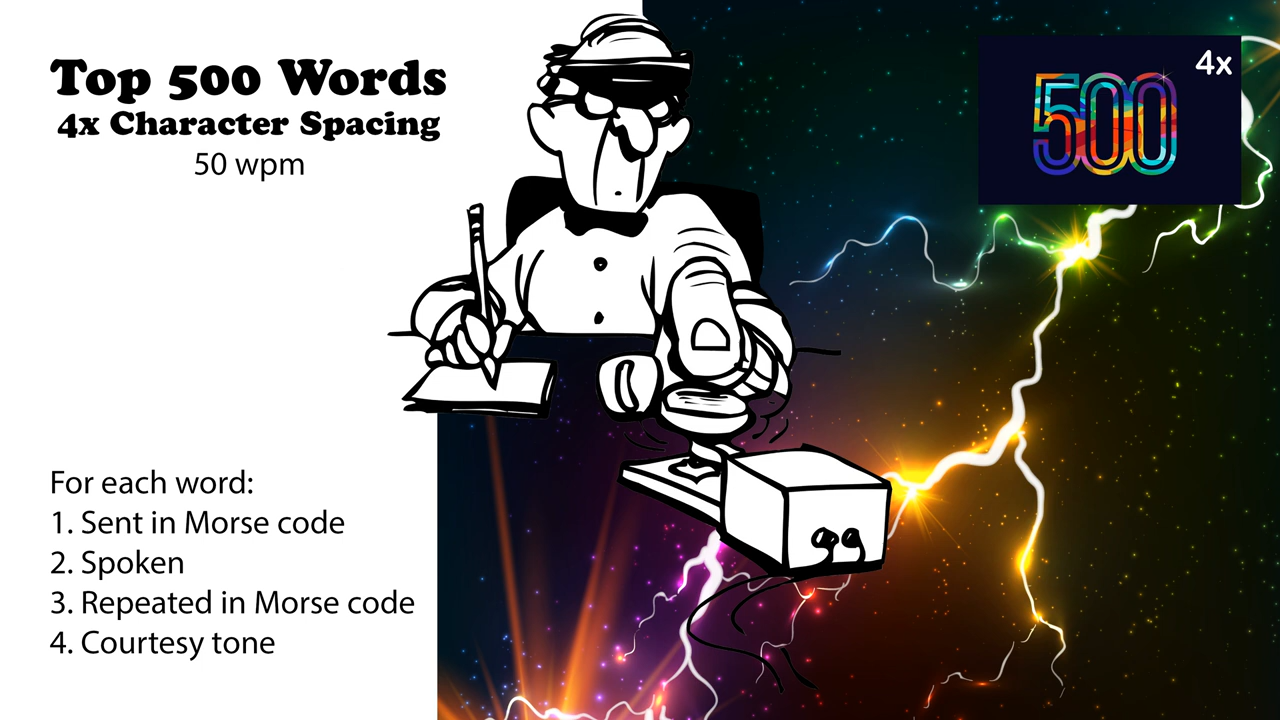 Top 500 Words
4x Character Spacing
50 wpm
4x
500
For each word:
1. Sent in Morse code
2. Spoken
3. Repeated in Morse code
4. Courtesy tone